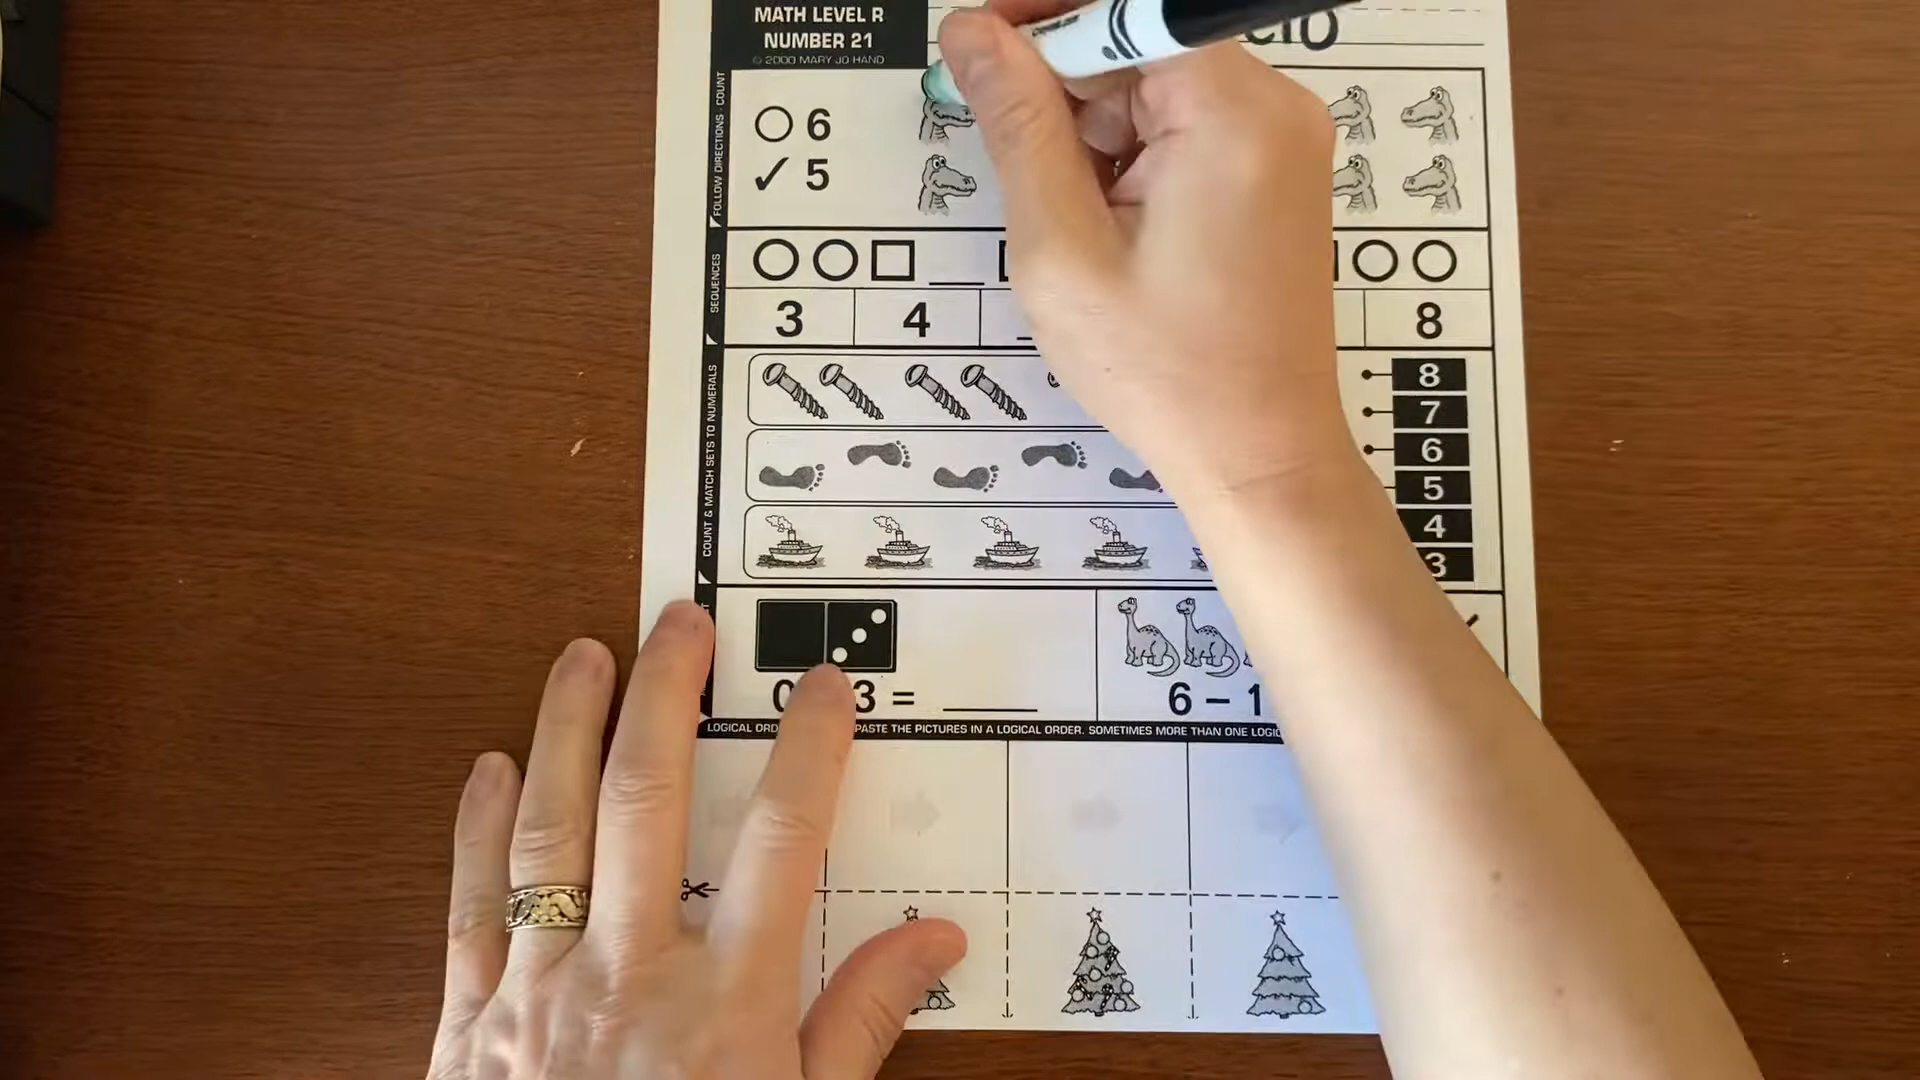 MATH LEVEL R
NUMBER 21
© 2000 MARY JO HAND
FOLLOW DIRECTIONS - COUNT
6
✓ 5
SEQUENCES
3 4 8
COUNT & MATCH SETS TO NUMERALS
8
7
6
5
4
3
3 = ____
6 – 1
LOGICAL
PASTE THE PICTURES IN A LOGICAL ORDER. SOMETIMES MORE THAN ONE